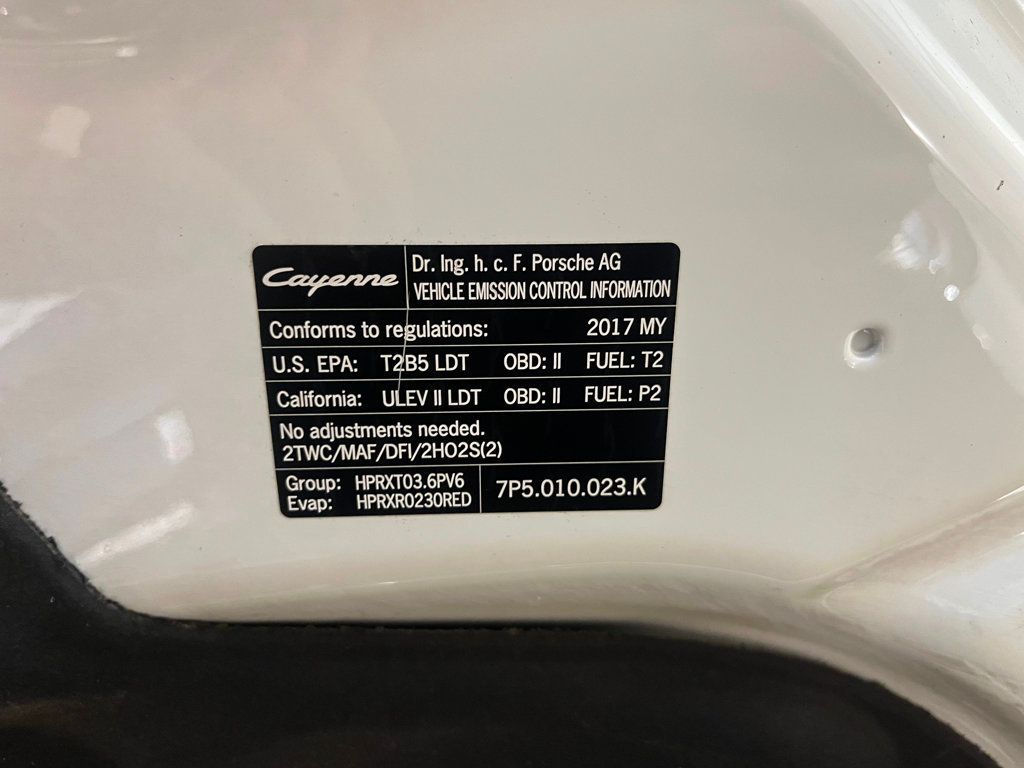 Cayenne
Dr. Ing. h. c. F. Porsche AG
VEHICLE EMISSION CONTROL INFORMATION
Conforms to regulations: 2017 MY
U.S. EPA: T2B5 LDT OBD: II FUEL: T2
California: ULEV II LDT OBD: II FUEL: P2
No adjustments needed.
2TWC/MAF/DFI/2HO2S(2)
Group: HPRXT03.6PV6
Evap: HPRXR0230RED
7P5.010.023.K